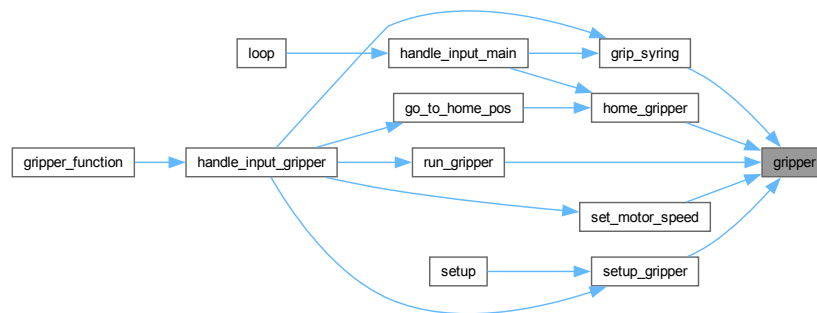 loop
handle_input_main
grip_syring
go_to_home_pos
home_gripper
gripper_function
handle_input_gripper
run_gripper
gripper
set_motor_speed
setup
setup_gripper